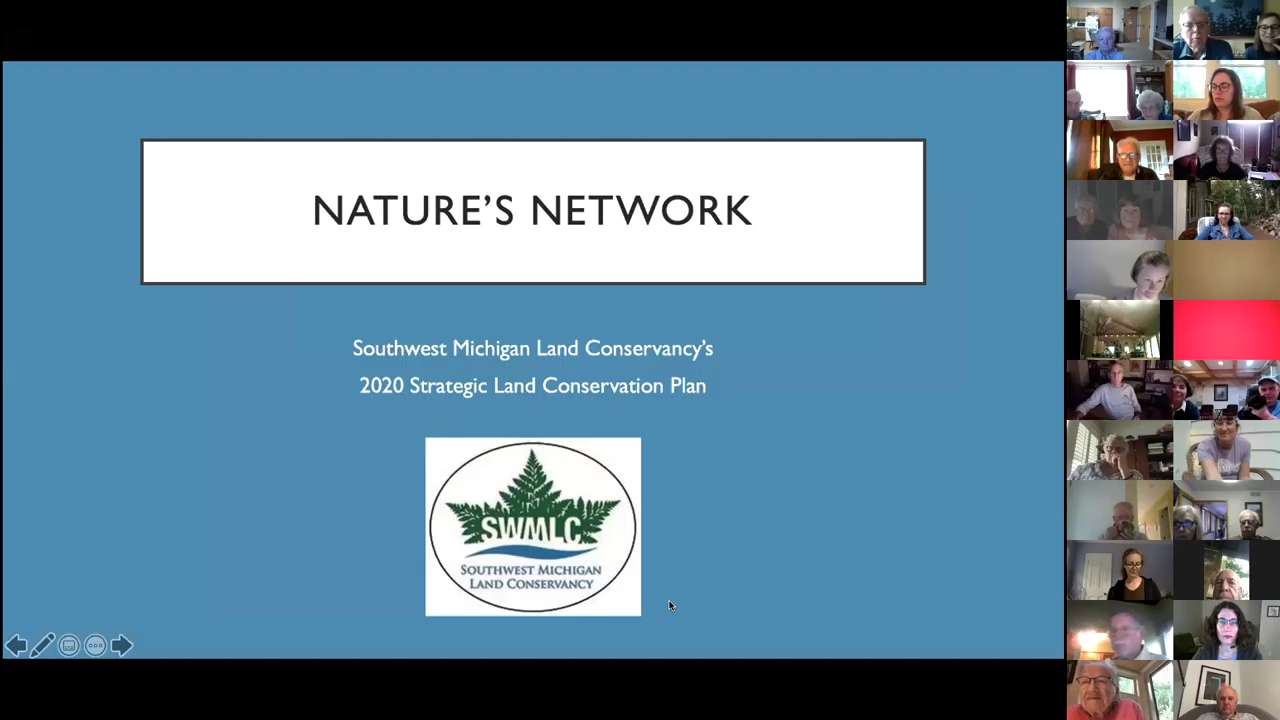 NATURE'S NETWORK
Southwest Michigan Land Conservancy's
2020 Strategic Land Conservation Plan
SWMLC
SOUTHWEST MICHIGAN
LAND CONSERVANCY